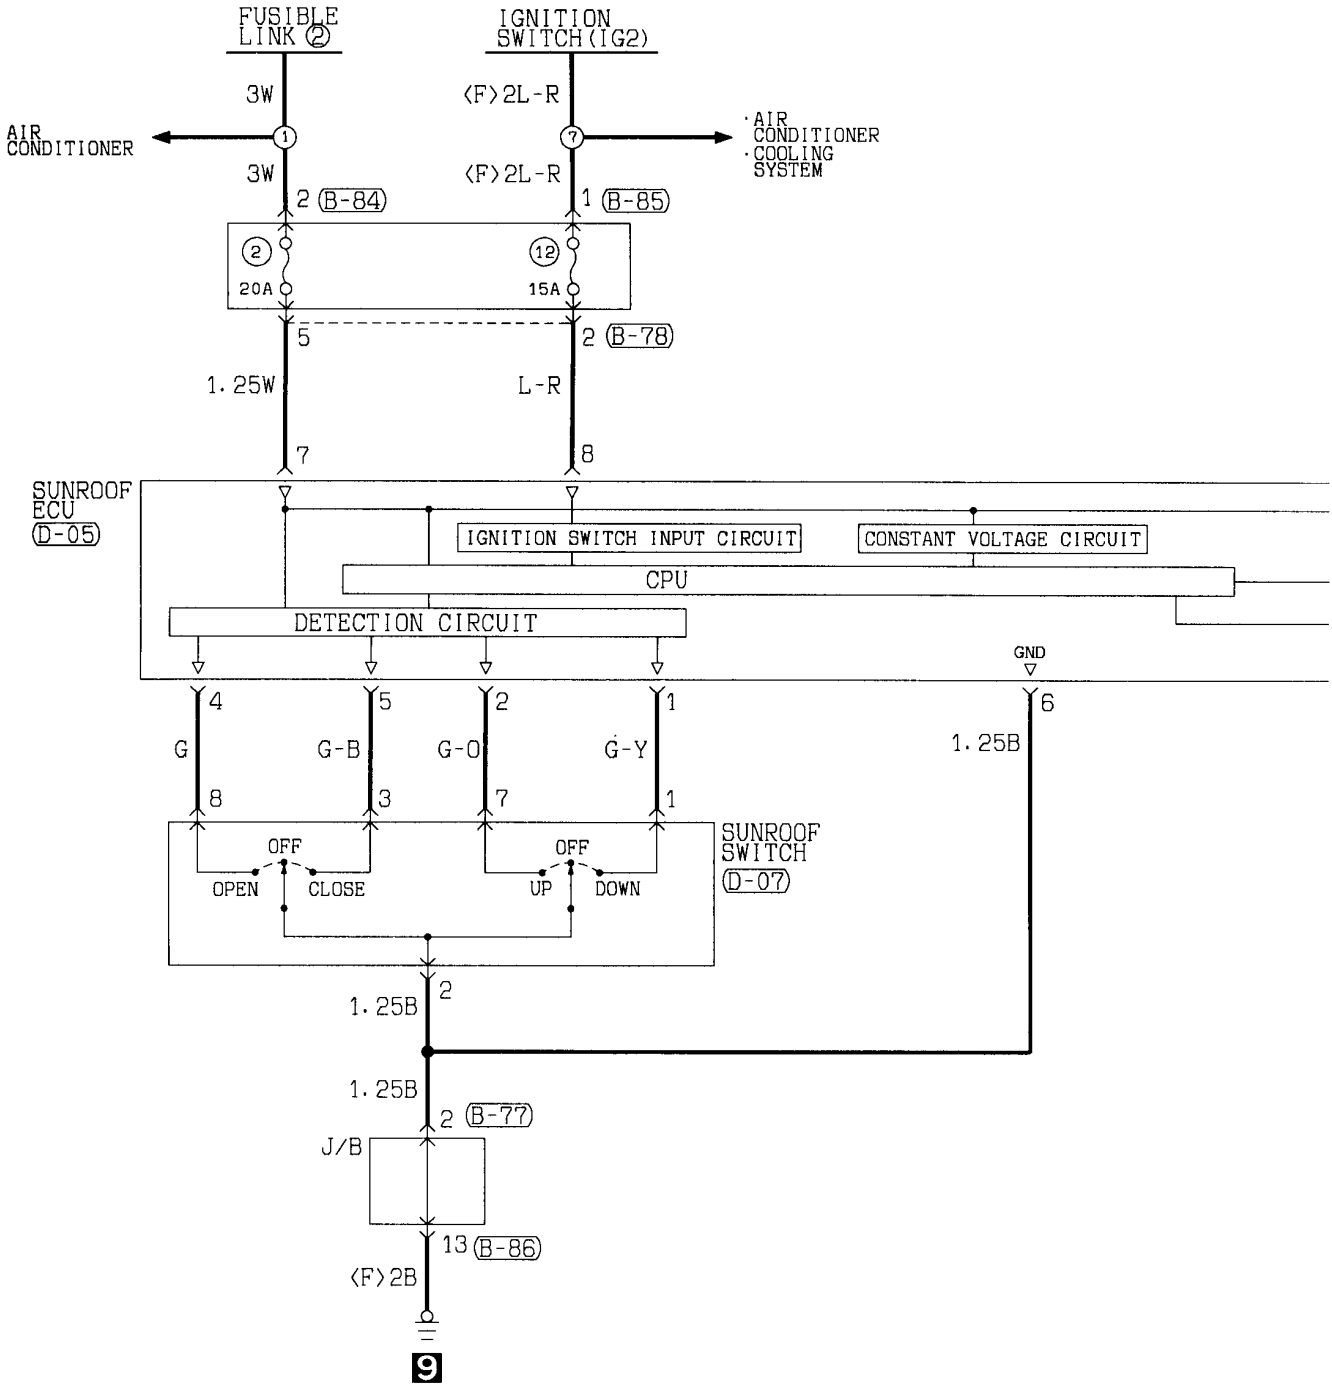 FUSIBLE
LINK ②
IGNITION
SWITCH(IG2)
3W
<F>2L-R
AIR
CONDITIONER
1
7
·AIR
CONDITIONER
·COOLING
SYSTEM
3W
<F>2L-R
2 B-84
1 B-85
2
12
20A
15A
5
2 B-78
1.25W
L-R
7
8
SUNROOF
ECU
D-05
IGNITION SWITCH INPUT CIRCUIT
CONSTANT VOLTAGE CIRCUIT
CPU
DETECTION CIRCUIT
GND
4
5
2
1
6
G
G-B
G-O
G-Y
1.25B
8
3
7
1
SUNROOF
SWITCH
D-07
OFF
OFF
OPEN
CLOSE
UP
DOWN
2
1.25B
1.25B
2 B-77
J/B
13 B-86
<F>2B
9